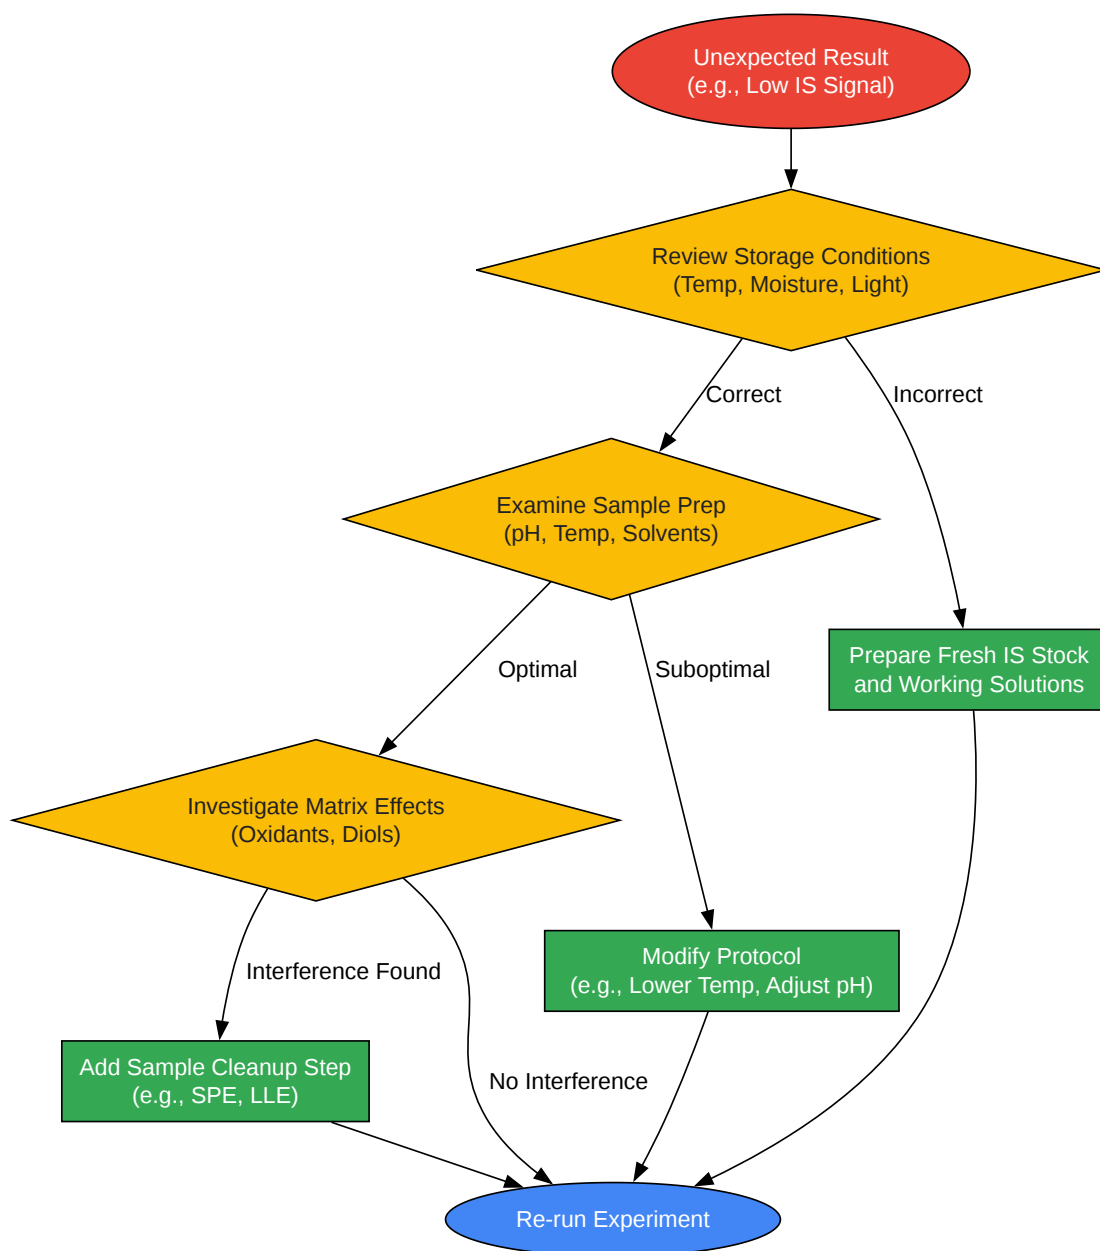 Unexpected Result
(e.g., Low IS Signal)
Review Storage Conditions
(Temp, Moisture, Light)
Correct
Incorrect
Examine Sample Prep
(pH, Temp, Solvents)
Optimal
Suboptimal
Prepare Fresh IS Stock
and Working Solutions
Investigate Matrix Effects
(Oxidants, Diols)
Interference Found
Modify Protocol
(e.g., Lower Temp, Adjust pH)
Add Sample Cleanup Step
(e.g., SPE, LLE)
No Interference
Re-run Experiment